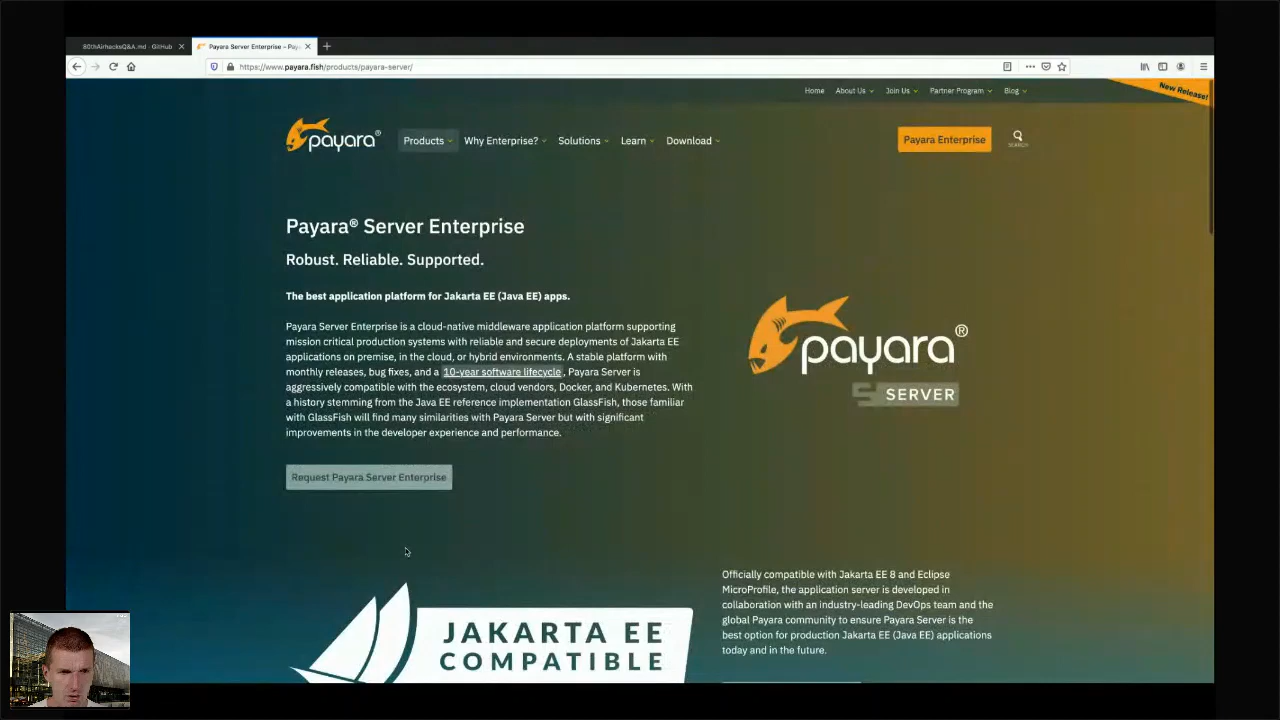 80thAirhacksQ&A.md · GitHub
Payara Server Enterprise – Pay
https://www.payara.fish/products/payara-server/
Home
About Us
Join Us
Partner Program
Blog
New Release!
payara®
Products
Why Enterprise?
Solutions
Learn
Download
Payara Enterprise
SEARCH
Payara® Server Enterprise
Robust. Reliable. Supported.
The best application platform for Jakarta EE (Java EE) apps.
Payara Server Enterprise is a cloud-native middleware application platform supporting
mission critical production systems with reliable and secure deployments of Jakarta EE
applications on premise, in the cloud, or hybrid environments. A stable platform with
monthly releases, bug fixes, and a 10-year software lifecycle, Payara Server is
aggressively compatible with the ecosystem, cloud vendors, Docker, and Kubernetes. With
a history stemming from the Java EE reference implementation GlassFish, those familiar
with GlassFish will find many similarities with Payara Server but with significant
improvements in the developer experience and performance.
Request Payara Server Enterprise
payara®
SERVER
JAKARTA EE
COMPATIBLE
Officially compatible with Jakarta EE 8 and Eclipse
MicroProfile, the application server is developed in
collaboration with an industry-leading DevOps team and the
global Payara community to ensure Payara Server is the
best option for production Jakarta EE (Java EE) applications
today and in the future.